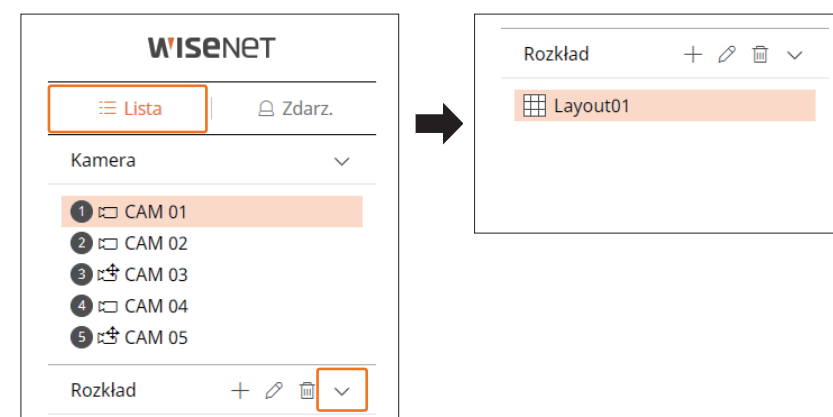 WISENET
Lista
Zdarz.
Kamera
1 CAM 01
2 CAM 02
3 CAM 03
4 CAM 04
5 CAM 05
Rozkład
Rozkład
Layout01